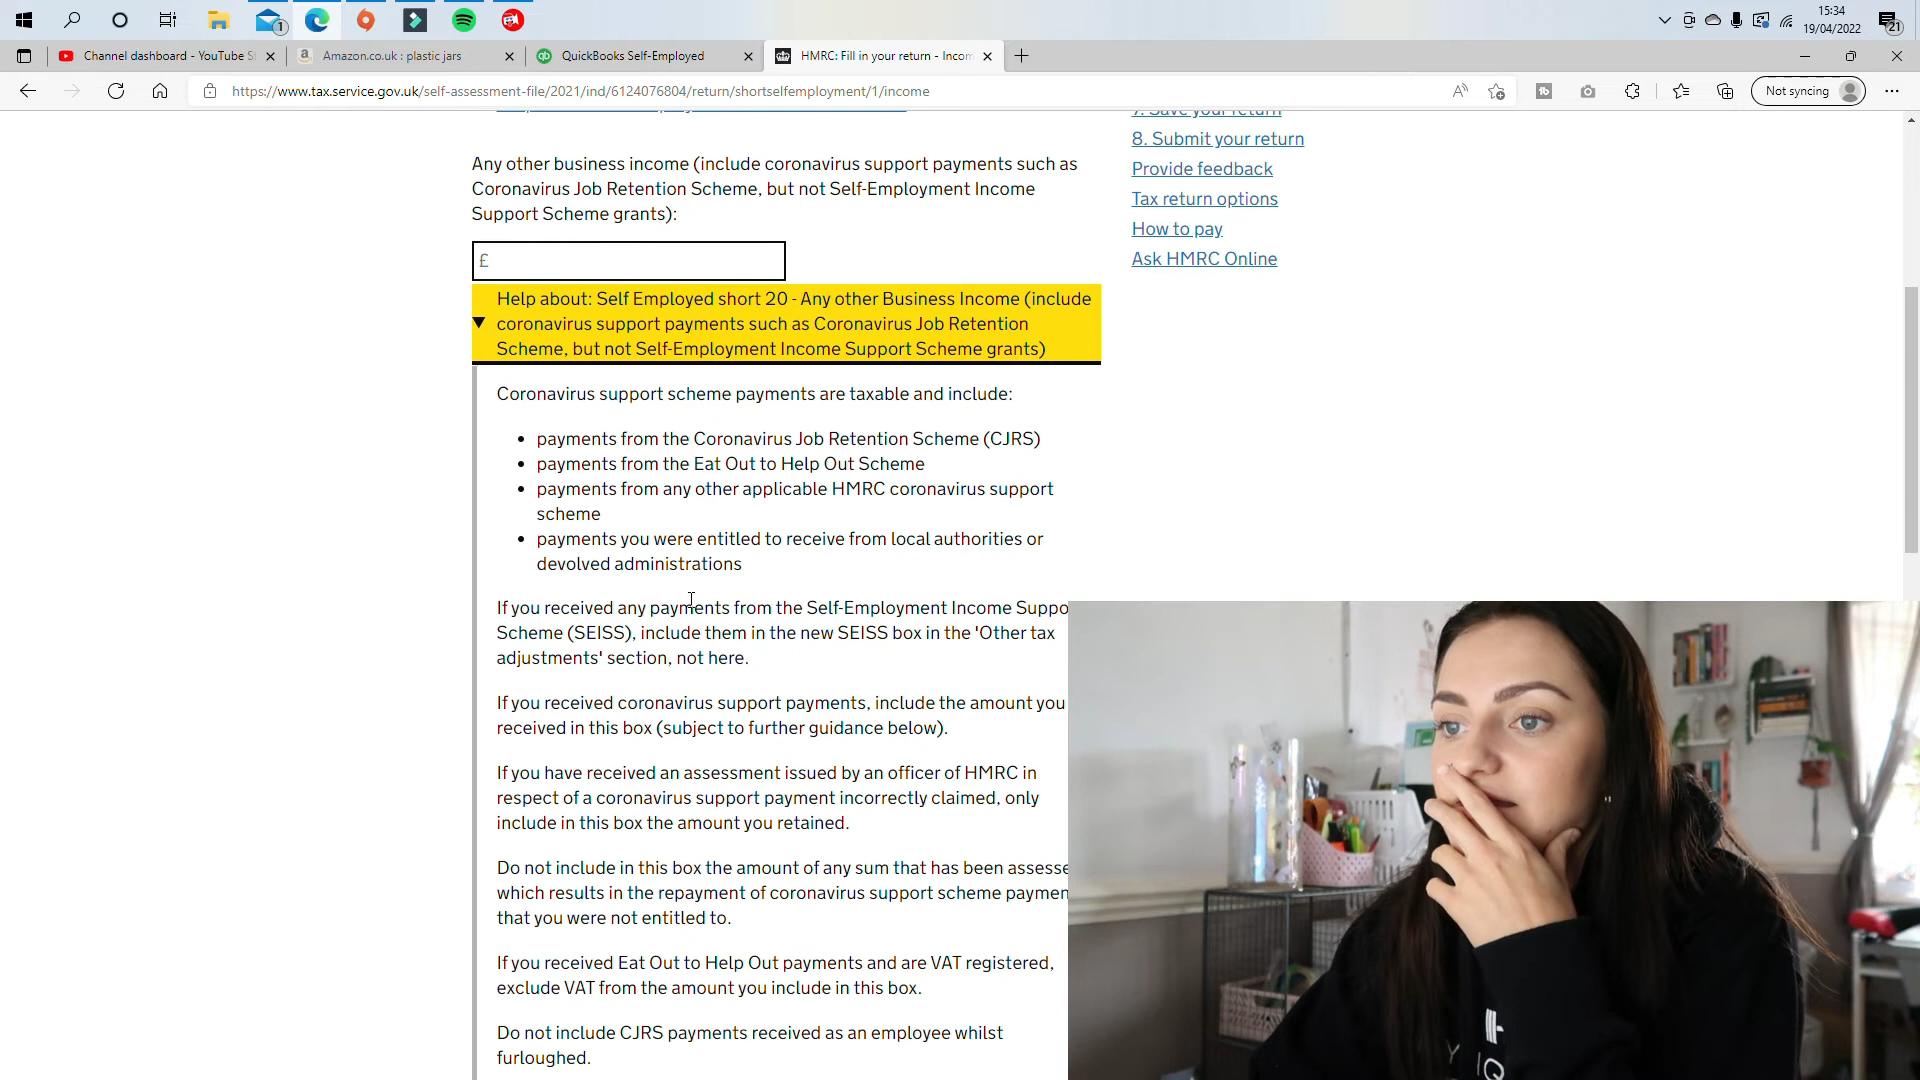 15:34
19/04/2022
1
21
Channel dashboard - YouTube S
Amazon.co.uk : plastic jars
QuickBooks Self-Employed
HMRC: Fill in your return - Incom
https://www.tax.service.gov.uk/self-assessment-file/2021/ind/6124076804/return/shortselfemployment/1/income
Not syncing
7. Save your return
8. Submit your return
Provide feedback
Tax return options
How to pay
Ask HMRC Online
Any other business income (include coronavirus support payments such as
Coronavirus Job Retention Scheme, but not Self-Employment Income
Support Scheme grants):
£
Help about: Self Employed short 20 - Any other Business Income (include
coronavirus support payments such as Coronavirus Job Retention
Scheme, but not Self-Employment Income Support Scheme grants)
Coronavirus support scheme payments are taxable and include:
• payments from the Coronavirus Job Retention Scheme (CJRS)
• payments from the Eat Out to Help Out Scheme
• payments from any other applicable HMRC coronavirus support
scheme
• payments you were entitled to receive from local authorities or
devolved administrations
If you received any payments from the Self-Employment Income Suppo
Scheme (SEISS), include them in the new SEISS box in the 'Other tax
adjustments' section, not here.
If you received coronavirus support payments, include the amount you
received in this box (subject to further guidance below).
If you have received an assessment issued by an officer of HMRC in
respect of a coronavirus support payment incorrectly claimed, only
include in this box the amount you retained.
Do not include in this box the amount of any sum that has been assesse
which results in the repayment of coronavirus support scheme paymen
that you were not entitled to.
If you received Eat Out to Help Out payments and are VAT registered,
exclude VAT from the amount you include in this box.
Do not include CJRS payments received as an employee whilst
furloughed.